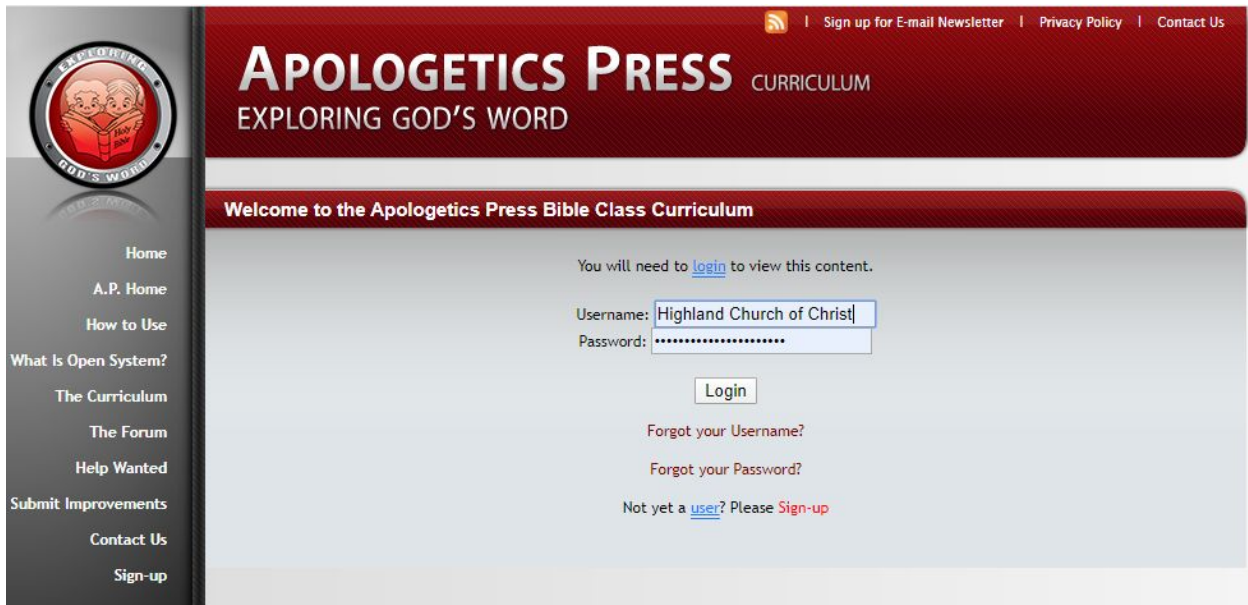 Sign up for E-mail Newsletter | Privacy Policy | Contact Us
EXPLORING
Holy
Bible
GOD'S WORD
APOLOGETICS PRESS CURRICULUM
EXPLORING GOD'S WORD
Welcome to the Apologetics Press Bible Class Curriculum
Home
A.P. Home
How to Use
What Is Open System?
The Curriculum
The Forum
Help Wanted
Submit Improvements
Contact Us
Sign-up
You will need to login to view this content.
Username: Highland Church of Christ
Password: ••••••••••••••••••••••
Login
Forgot your Username?
Forgot your Password?
Not yet a user? Please Sign-up